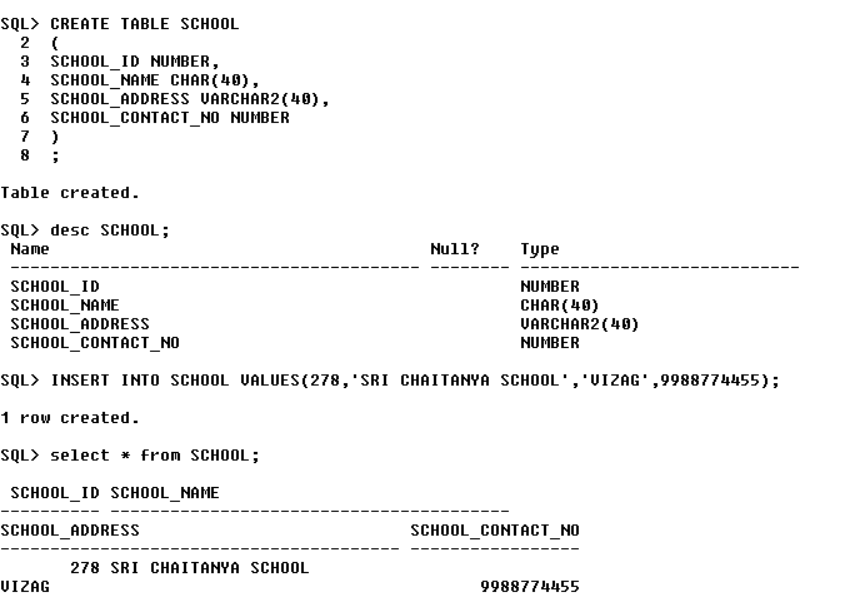 SQL> CREATE TABLE SCHOOL
  2  (
  3  SCHOOL_ID NUMBER,
  4  SCHOOL_NAME CHAR(40),
  5  SCHOOL_ADDRESS VARCHAR2(40),
  6  SCHOOL_CONTACT_NO NUMBER
  7  )
  8  ;
Table created.
SQL> desc SCHOOL;
 Name                                      Null?    Type
 ----------------------------------------- -------- ----------------------------
 SCHOOL_ID                                          NUMBER
 SCHOOL_NAME                                        CHAR(40)
 SCHOOL_ADDRESS                                     VARCHAR2(40)
 SCHOOL_CONTACT_NO                                  NUMBER
SQL> INSERT INTO SCHOOL VALUES(278,'SRI CHAITANYA SCHOOL','VIZAG',9988774455);
1 row created.
SQL> select * from SCHOOL;
 SCHOOL_ID SCHOOL_NAME
---------- ----------------------------------------
SCHOOL_ADDRESS                           SCHOOL_CONTACT_NO
---------------------------------------- -----------------
       278 SRI CHAITANYA SCHOOL
VIZAG                                           9988774455